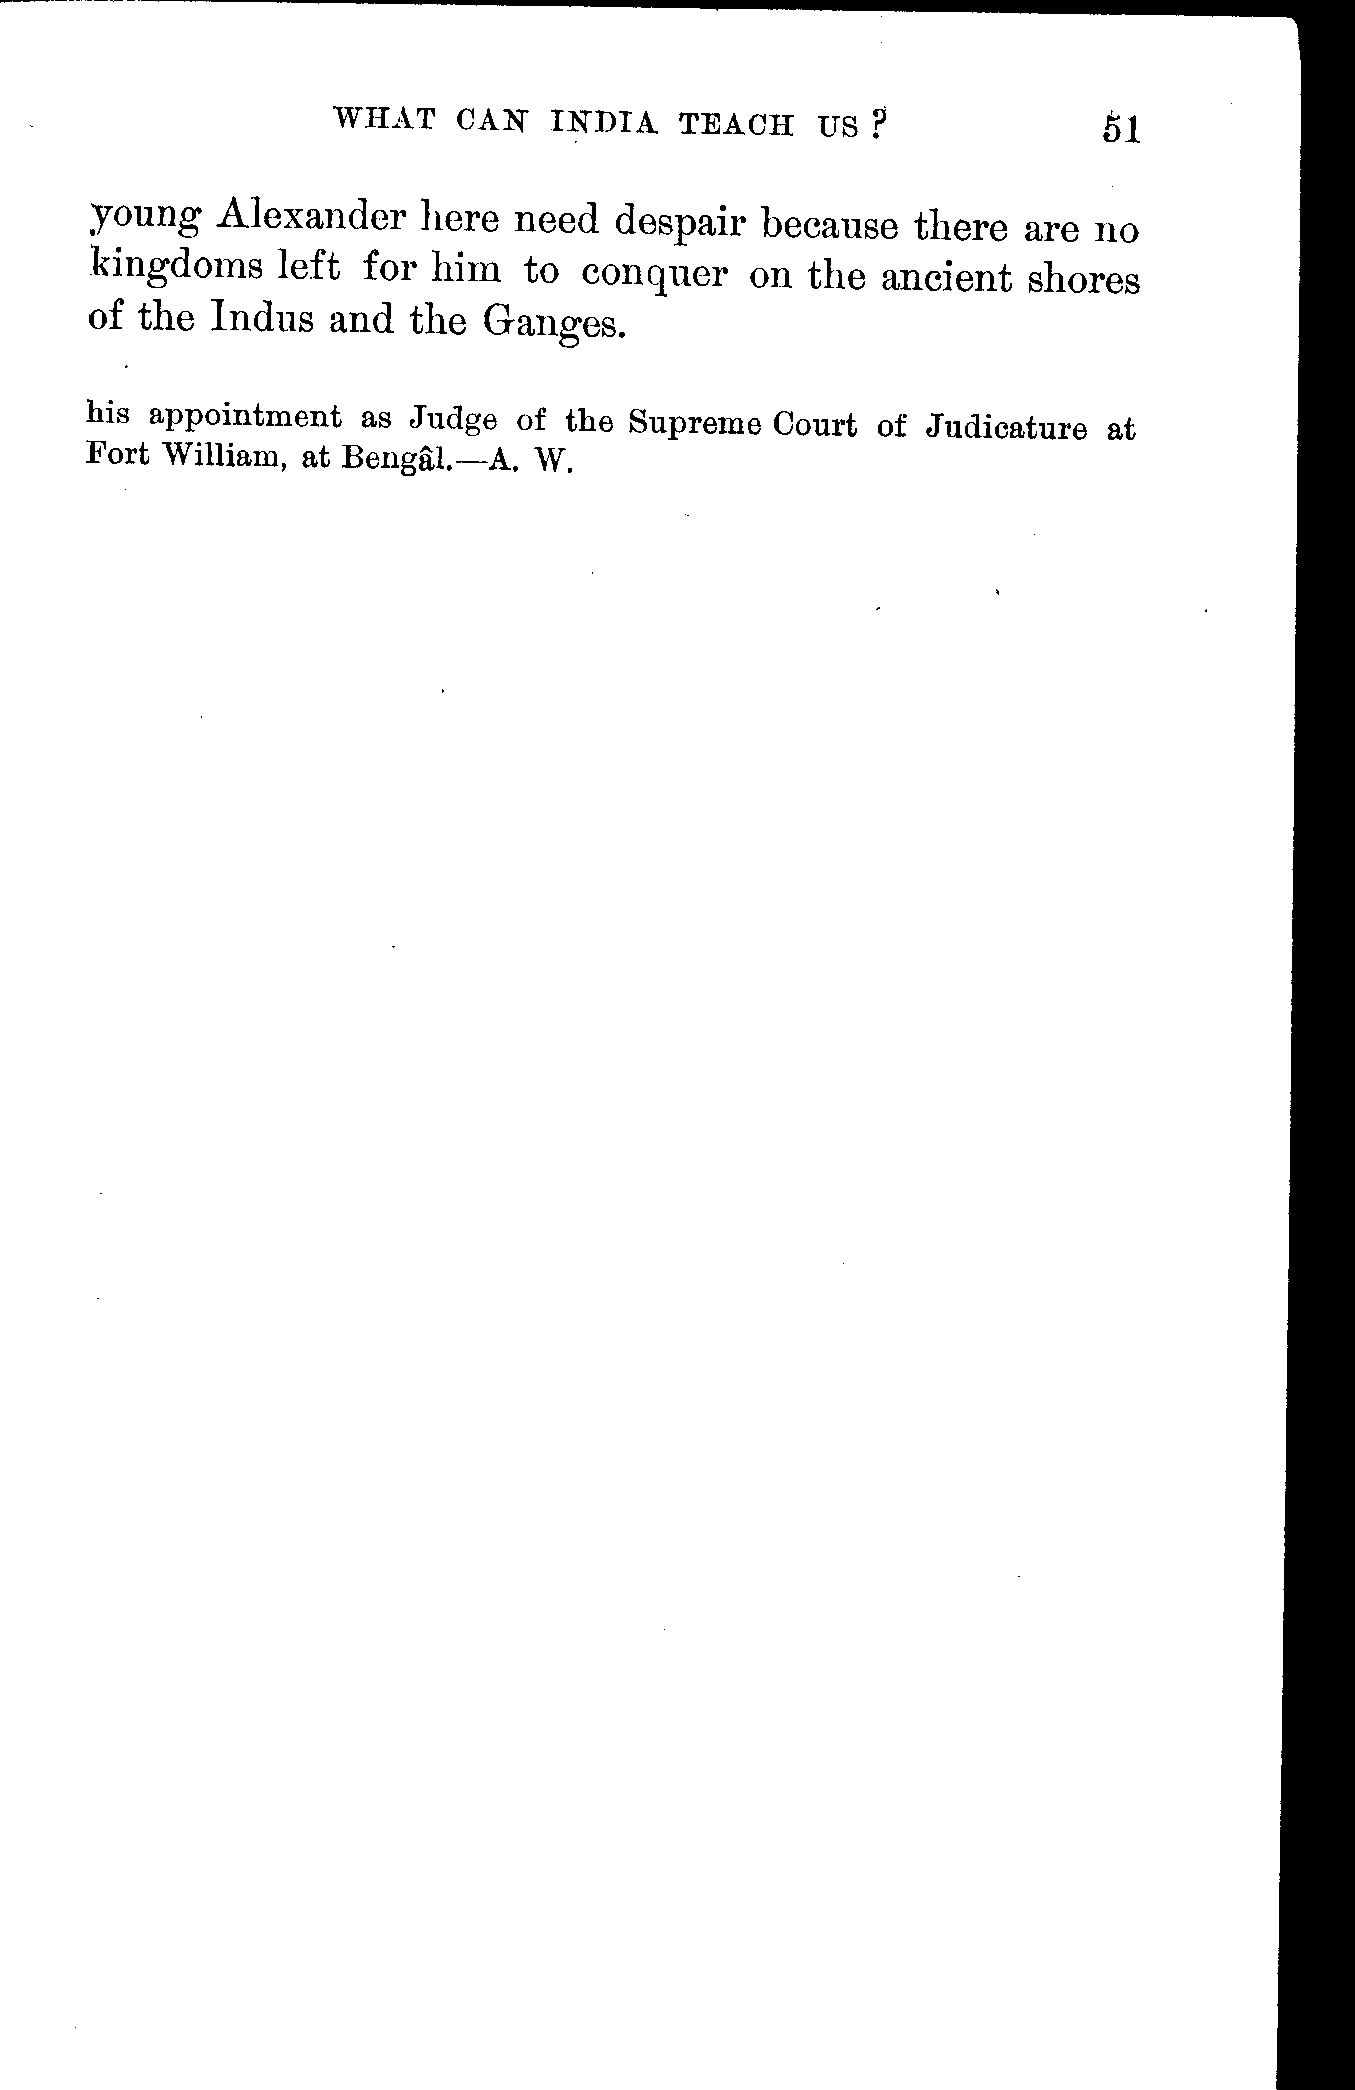 WHAT CAN INDIA TEACH US ? 51
young Alexander here need despair because there are no
kingdoms left for him to conquer on the ancient shores
of the Indus and the Ganges.
his appointment as Judge of the Supreme Court of Judicature at
Fort William, at Bengâl.—A. W.